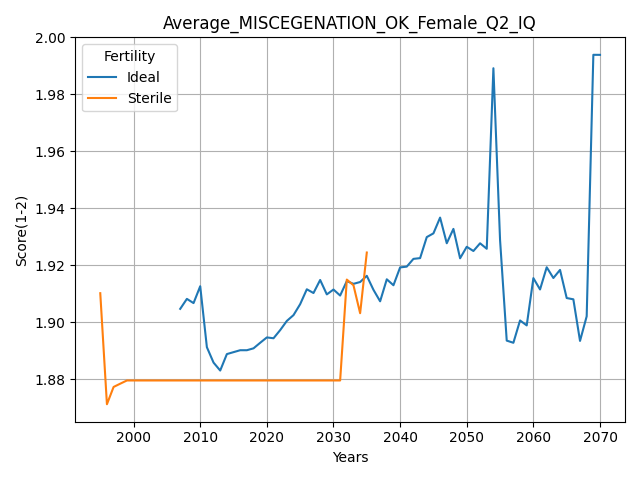 Average_MISCEGENATION_OK_Female_Q2_IQ
Fertility
Ideal
Sterile
2.00
1.98
1.96
1.94
1.92
1.90
1.88
Score(1-2)
2000 2010 2020 2030 2040 2050 2060 2070
Years